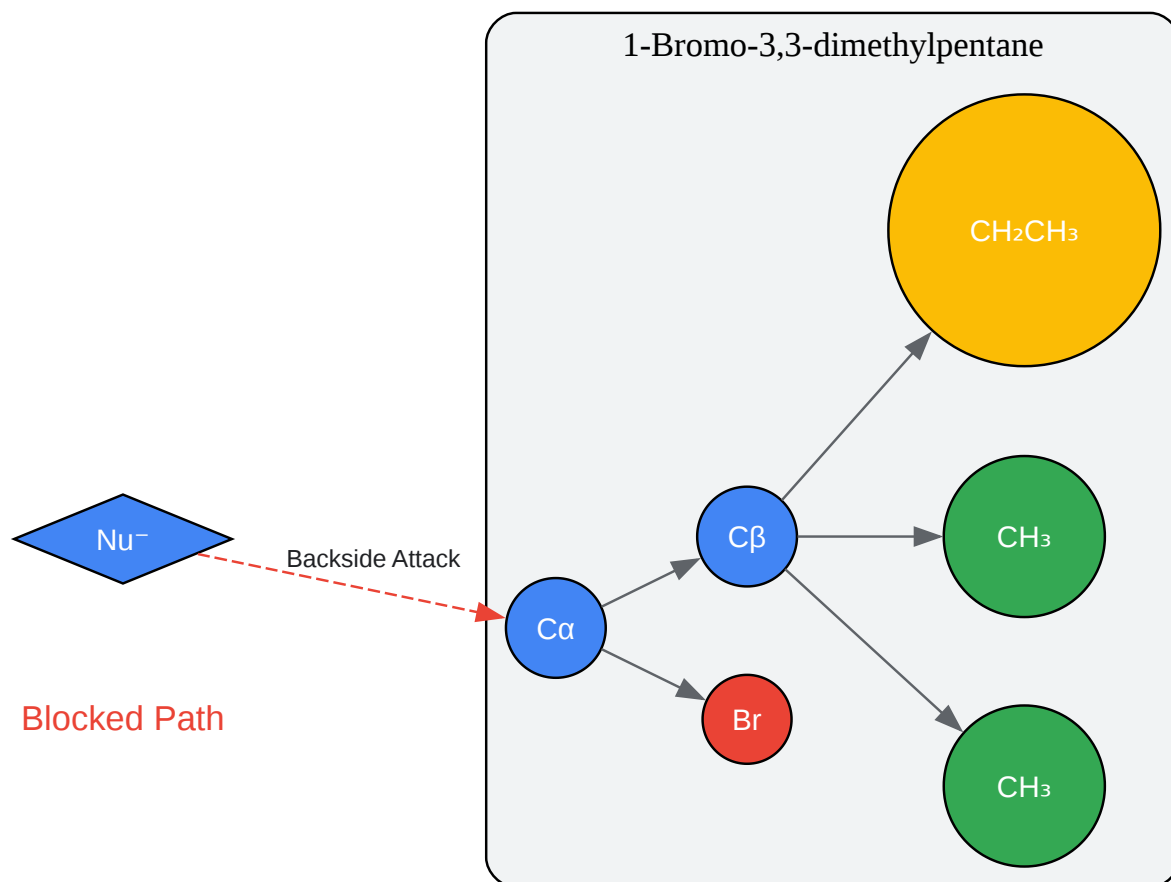 1-Bromo-3,3-dimethylpentane
CH₂CH₃
Nu⁻
Backside Attack
Cβ
CH₃
Cα
Blocked Path
Br
CH₃